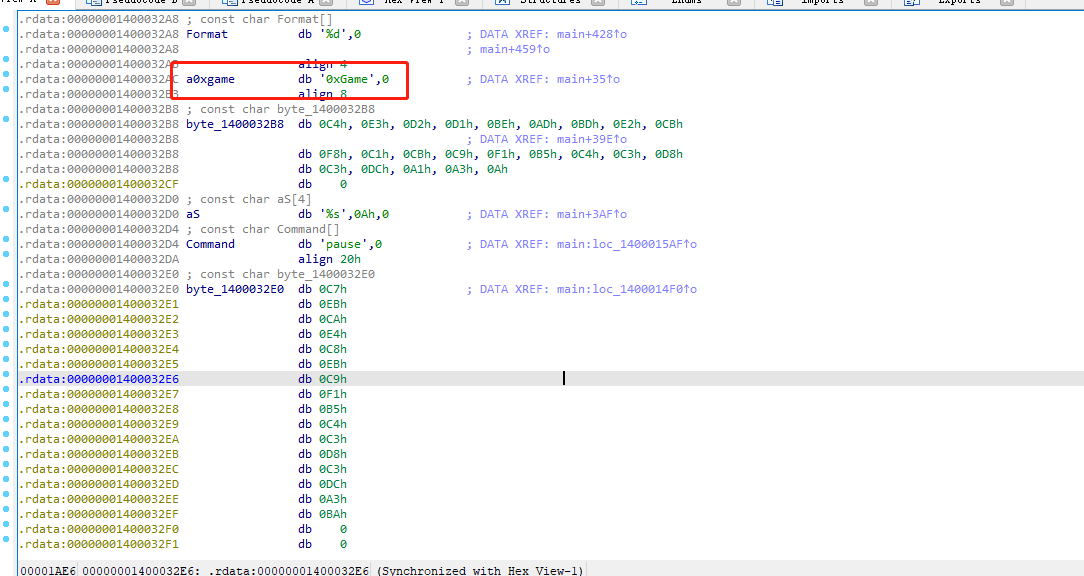 Pseudocode B Pseudocode A Hex View-1 Structures Enums Imports Exports
.rdata:00000001400032A8 ; const char Format[]
.rdata:00000001400032A8 Format db '%d',0 ; DATA XREF: main+428↑o
.rdata:00000001400032A8 ; main+459↑o
.rdata:00000001400032AB align 4
.rdata:00000001400032AC a0xgame db '0xGame',0 ; DATA XREF: main+35↑o
.rdata:00000001400032B3 align 8
.rdata:00000001400032B8 ; const char byte_1400032B8
.rdata:00000001400032B8 byte_1400032B8 db 0C4h, 0E3h, 0D2h, 0D1h, 0BEh, 0ADh, 0BDh, 0E2h, 0CBh
.rdata:00000001400032B8 ; DATA XREF: main+39E↑o
.rdata:00000001400032B8 db 0F8h, 0C1h, 0CBh, 0C9h, 0F1h, 0B5h, 0C4h, 0C3h, 0D8h
.rdata:00000001400032B8 db 0C3h, 0DCh, 0A1h, 0A3h, 0Ah
.rdata:00000001400032CF db 0
.rdata:00000001400032D0 ; const char aS[4]
.rdata:00000001400032D0 aS db '%s',0Ah,0 ; DATA XREF: main+3AF↑o
.rdata:00000001400032D4 ; const char Command[]
.rdata:00000001400032D4 Command db 'pause',0 ; DATA XREF: main:loc_1400015AF↑o
.rdata:00000001400032DA align 20h
.rdata:00000001400032E0 ; const char byte_1400032E0
.rdata:00000001400032E0 byte_1400032E0 db 0C7h ; DATA XREF: main:loc_1400014F0↑o
.rdata:00000001400032E1 db 0EBh
.rdata:00000001400032E2 db 0CAh
.rdata:00000001400032E3 db 0E4h
.rdata:00000001400032E4 db 0C8h
.rdata:00000001400032E5 db 0EBh
.rdata:00000001400032E6 db 0C9h
.rdata:00000001400032E7 db 0F1h
.rdata:00000001400032E8 db 0B5h
.rdata:00000001400032E9 db 0C4h
.rdata:00000001400032EA db 0C3h
.rdata:00000001400032EB db 0D8h
.rdata:00000001400032EC db 0C3h
.rdata:00000001400032ED db 0DCh
.rdata:00000001400032EE db 0A3h
.rdata:00000001400032EF db 0BAh
.rdata:00000001400032F0 db 0
.rdata:00000001400032F1 db 0
00001AE6 00000001400032E6: .rdata:00000001400032E6 (Synchronized with Hex View-1)